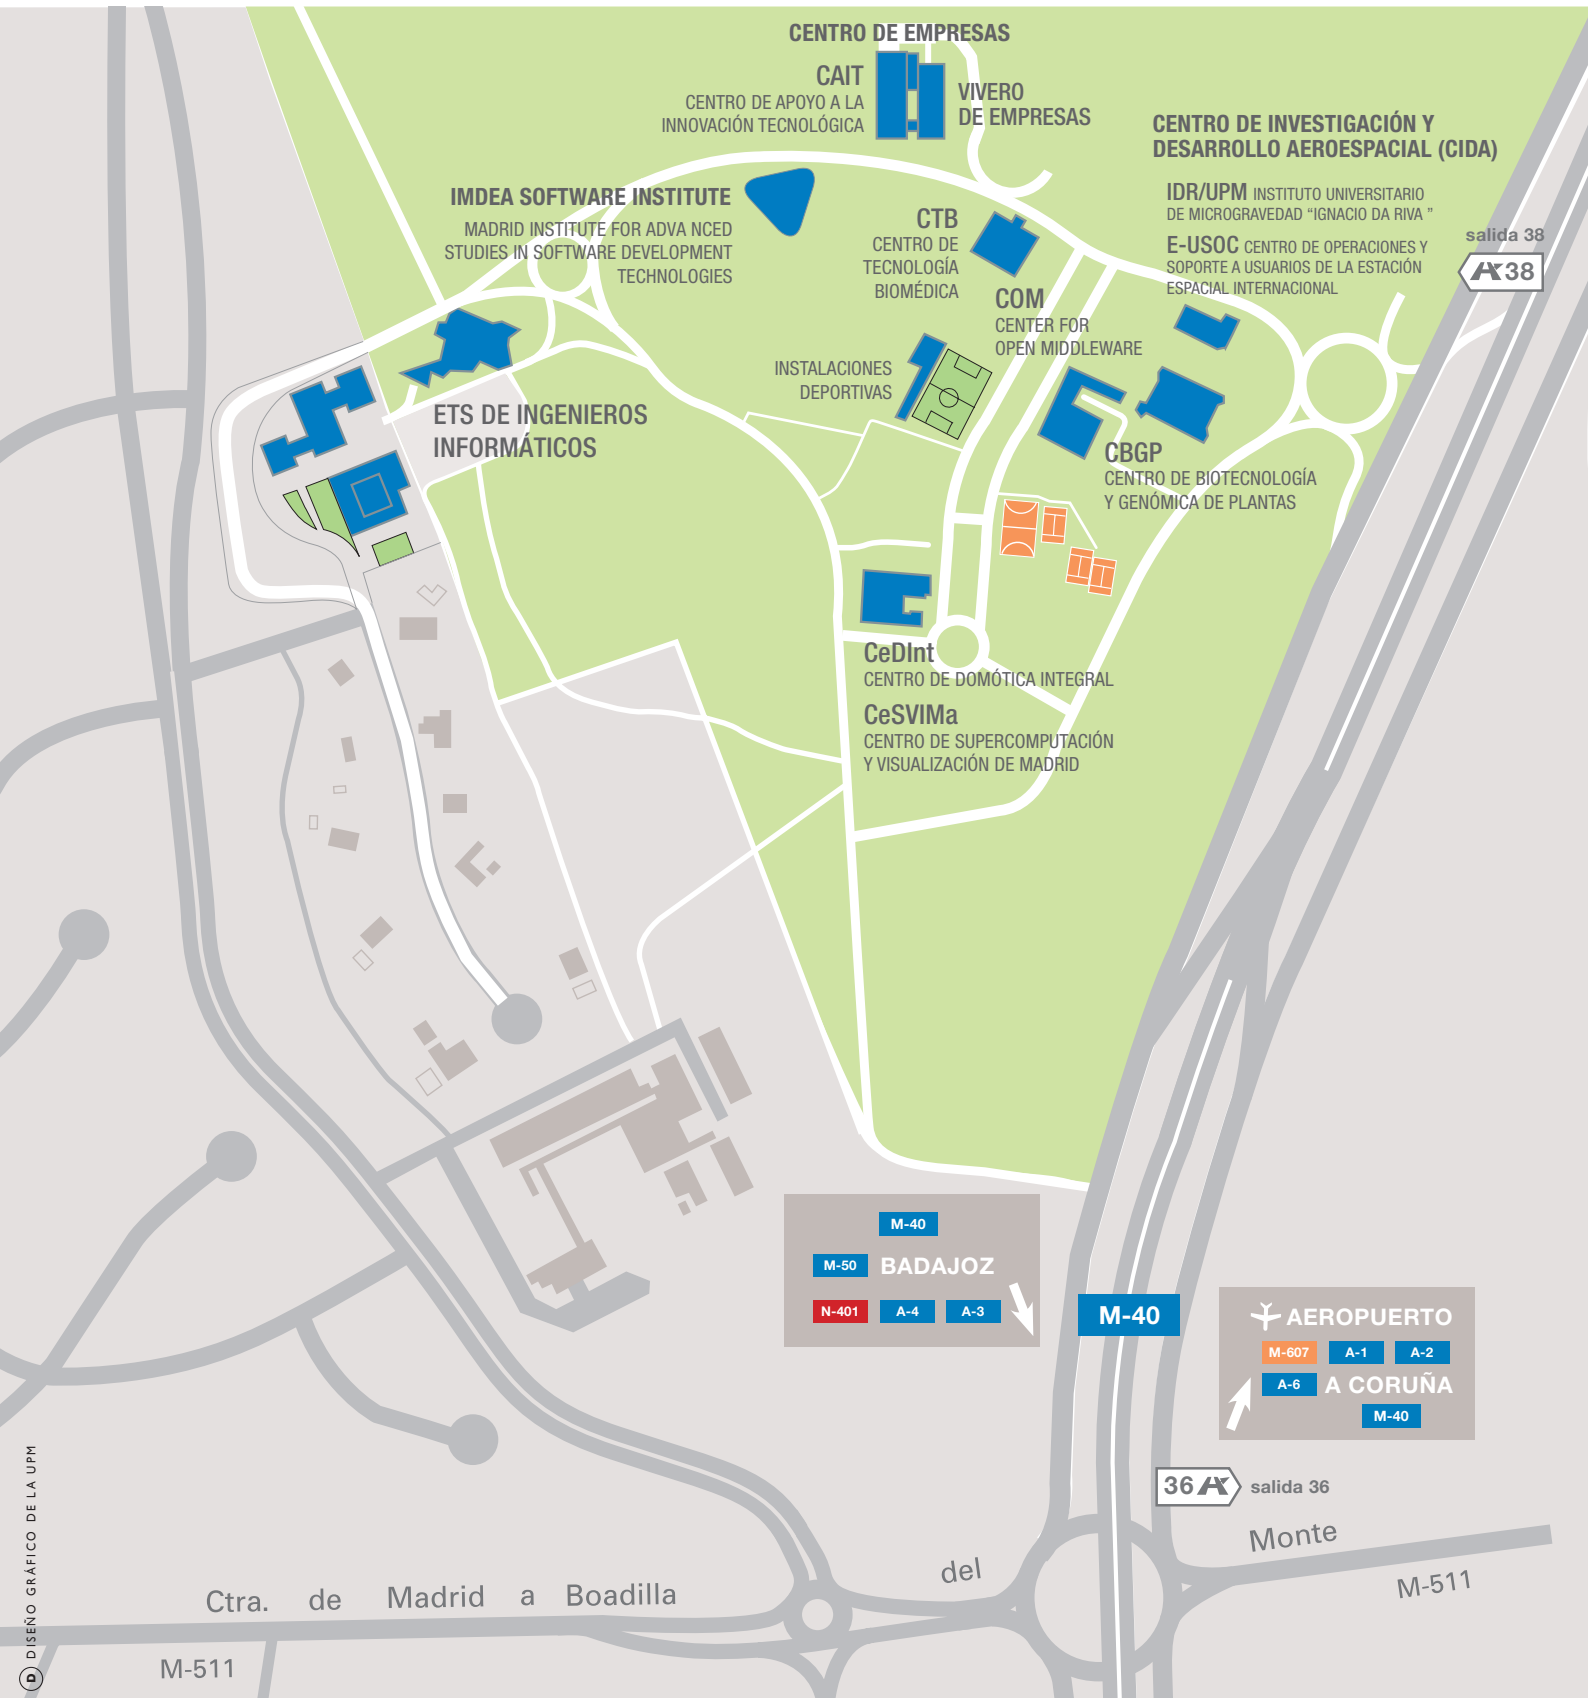 CENTRO DE EMPRESAS
CAIT
CENTRO DE APOYO A LA
INNOVACIÓN TECNOLÓGICA
VIVERO
DE EMPRESAS
CENTRO DE INVESTIGACIÓN Y
DESARROLLO AEROESPACIAL (CIDA)
IDR/UPM INSTITUTO UNIVERSITARIO
DE MICROGRAVEDAD “IGNACIO DA RIVA ”
E-USOC CENTRO DE OPERACIONES Y
SOPORTE A USUARIOS DE LA ESTACIÓN
ESPACIAL INTERNACIONAL
salida 38
38
IMDEA SOFTWARE INSTITUTE
MADRID INSTITUTE FOR ADVA NCED
STUDIES IN SOFTWARE DEVELOPMENT
TECHNOLOGIES
CTB
CENTRO DE
TECNOLOGÍA
BIOMÉDICA
COM
CENTER FOR
OPEN MIDDLEWARE
INSTALACIONES
DEPORTIVAS
ETS DE INGENIEROS
INFORMÁTICOS
CBGP
CENTRO DE BIOTECNOLOGÍA
Y GENÓMICA DE PLANTAS
CeDInt
CENTRO DE DOMÓTICA INTEGRAL
CeSVIMa
CENTRO DE SUPERCOMPUTACIÓN
Y VISUALIZACIÓN DE MADRID
M-40
M-50 BADAJOZ
N-401 A-4 A-3
M-40
AEROPUERTO
M-607 A-1 A-2
A-6 A CORUÑA
M-40
36 salida 36
Ctra. de Madrid a Boadilla del Monte
M-511
M-511
D DISEÑO GRÁFICO DE LA UPM